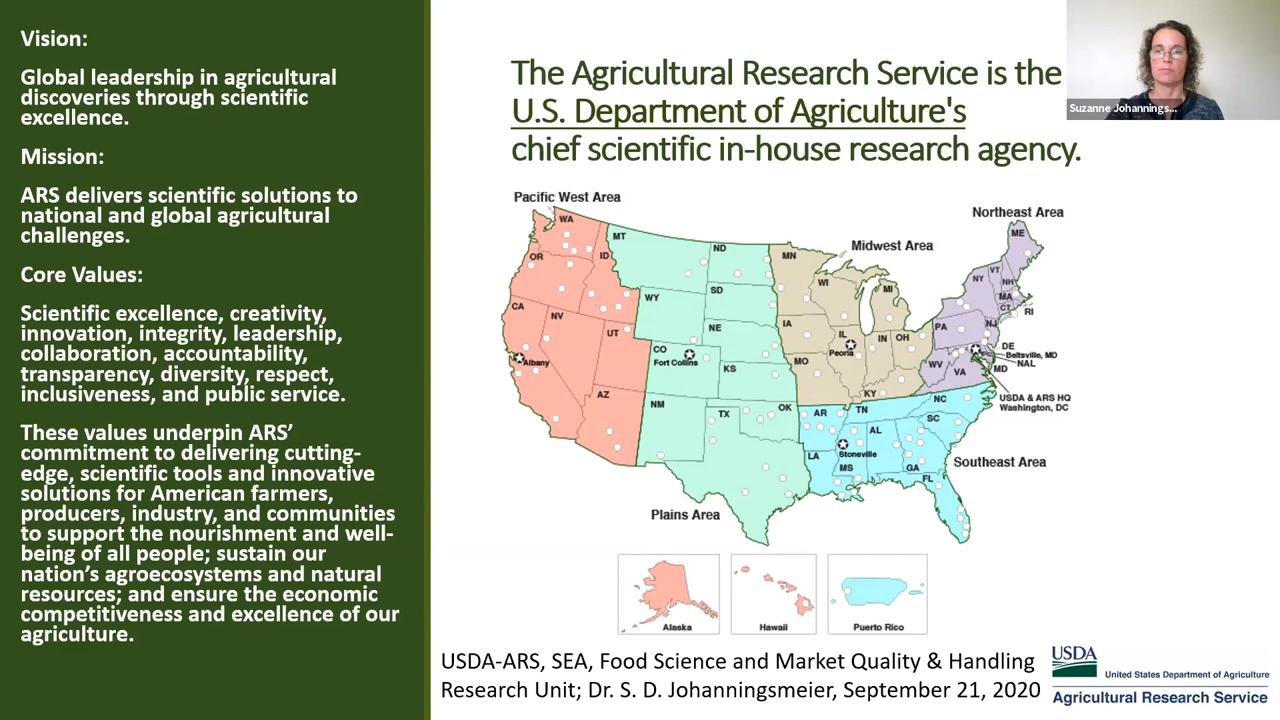 Vision:
Global leadership in agricultural
discoveries through scientific
excellence.
Mission:
ARS delivers scientific solutions to
national and global agricultural
challenges.
Core Values:
Scientific excellence, creativity,
innovation, integrity, leadership,
collaboration, accountability,
transparency, diversity, respect,
inclusiveness, and public service.
These values underpin ARS’
commitment to delivering cutting-
edge, scientific tools and innovative
solutions for American farmers,
producers, industry, and communities
to support the nourishment and well-
being of all people; sustain our
nation’s agroecosystems and natural
resources; and ensure the economic
competitiveness and excellence of our
agriculture.
The Agricultural Research Service is the
U.S. Department of Agriculture's
chief scientific in-house research agency.
Suzanne Johannings...
Pacific West Area
Northeast Area
Midwest Area
WA
MT
ND
MN
ME
OR
ID
VT
NY
NH
WI
MI
SD
WY
MA
CT
RI
CA
NV
IA
PA
NJ
UT
NE
IL
IN
OH
CO
Peoria
DE
Beltsville, MD
Albany
Fort Collins
MO
WV
NAL
MD
KS
VA
AZ
KY
NC
USDA & ARS HQ
Washington, DC
NM
TX
OK
AR
TN
SC
AL
Stoneville
LA
MS
GA
Southeast Area
FL
Plains Area
Alaska
Hawaii
Puerto Rico
USDA-ARS, SEA, Food Science and Market Quality & Handling
Research Unit; Dr. S. D. Johanningsmeier, September 21, 2020
USDA
United States Department of Agriculture
Agricultural Research Service